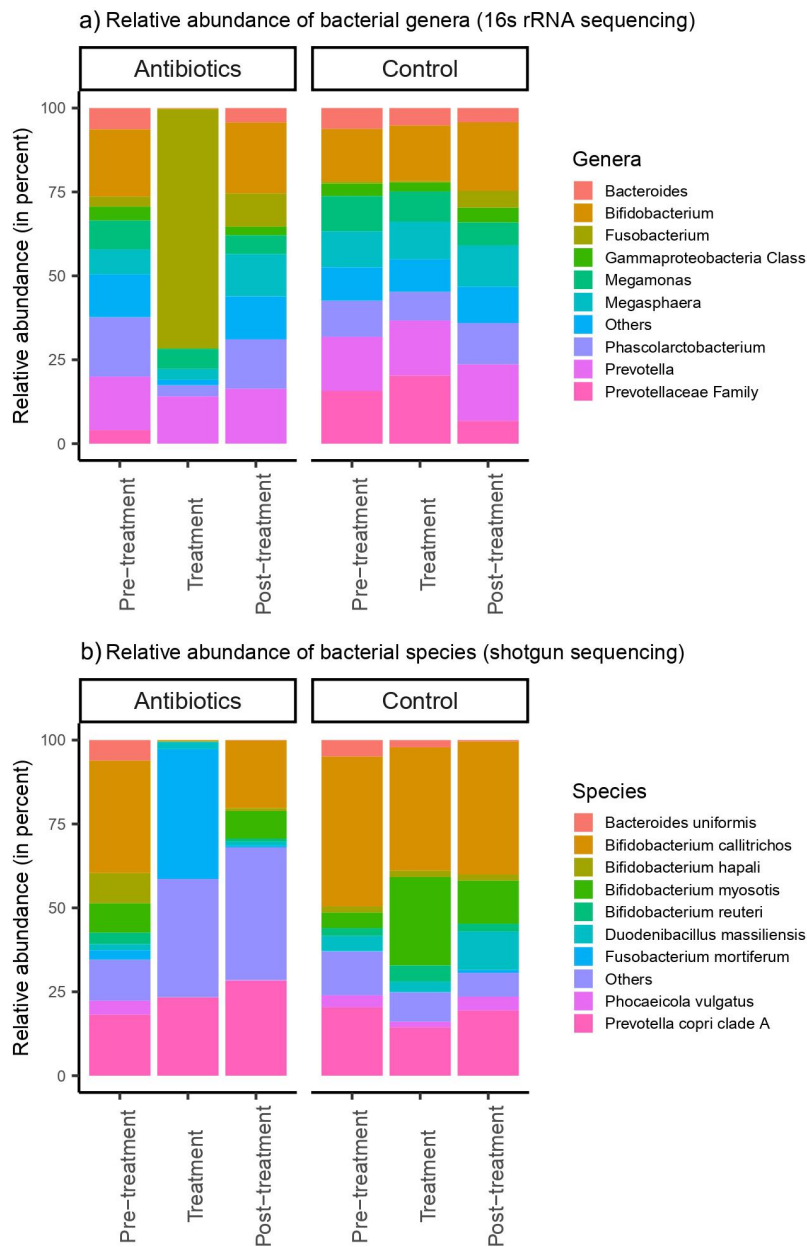 a) Relative abundance of bacterial genera (16s rRNA sequencing)
Antibiotics
Control
Relative abundance (in percent)
100
75
50
25
0
Pre−treatment
Treatment
Post−treatment
Pre−treatment
Treatment
Post−treatment
Genera
Bacteroides
Bifidobacterium
Fusobacterium
Gammaproteobacteria Class
Megamonas
Megasphaera
Others
Phascolarctobacterium
Prevotella
Prevotellaceae Family
b) Relative abundance of bacterial species (shotgun sequencing)
Antibiotics
Control
Relative abundance (in percent)
100
75
50
25
0
Pre−treatment
Treatment
Post−treatment
Pre−treatment
Treatment
Post−treatment
Species
Bacteroides uniformis
Bifidobacterium callitrichos
Bifidobacterium hapali
Bifidobacterium myosotis
Bifidobacterium reuteri
Duodenibacillus massiliensis
Fusobacterium mortiferum
Others
Phocaeicola vulgatus
Prevotella copri clade A